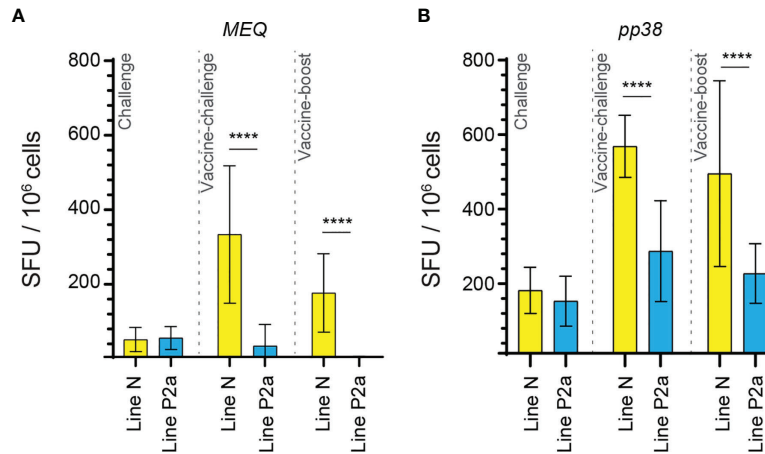 A
MEQ
SFU / 10⁶ cells
800
600
400
200
Challenge
Vaccine-challenge
Vaccine-boost
****
****
Line N
Line P2a
Line N
Line P2a
Line N
Line P2a
B
pp38
SFU / 10⁶ cells
800
600
400
200
Challenge
Vaccine-challenge
Vaccine-boost
****
****
Line N
Line P2a
Line N
Line P2a
Line N
Line P2a